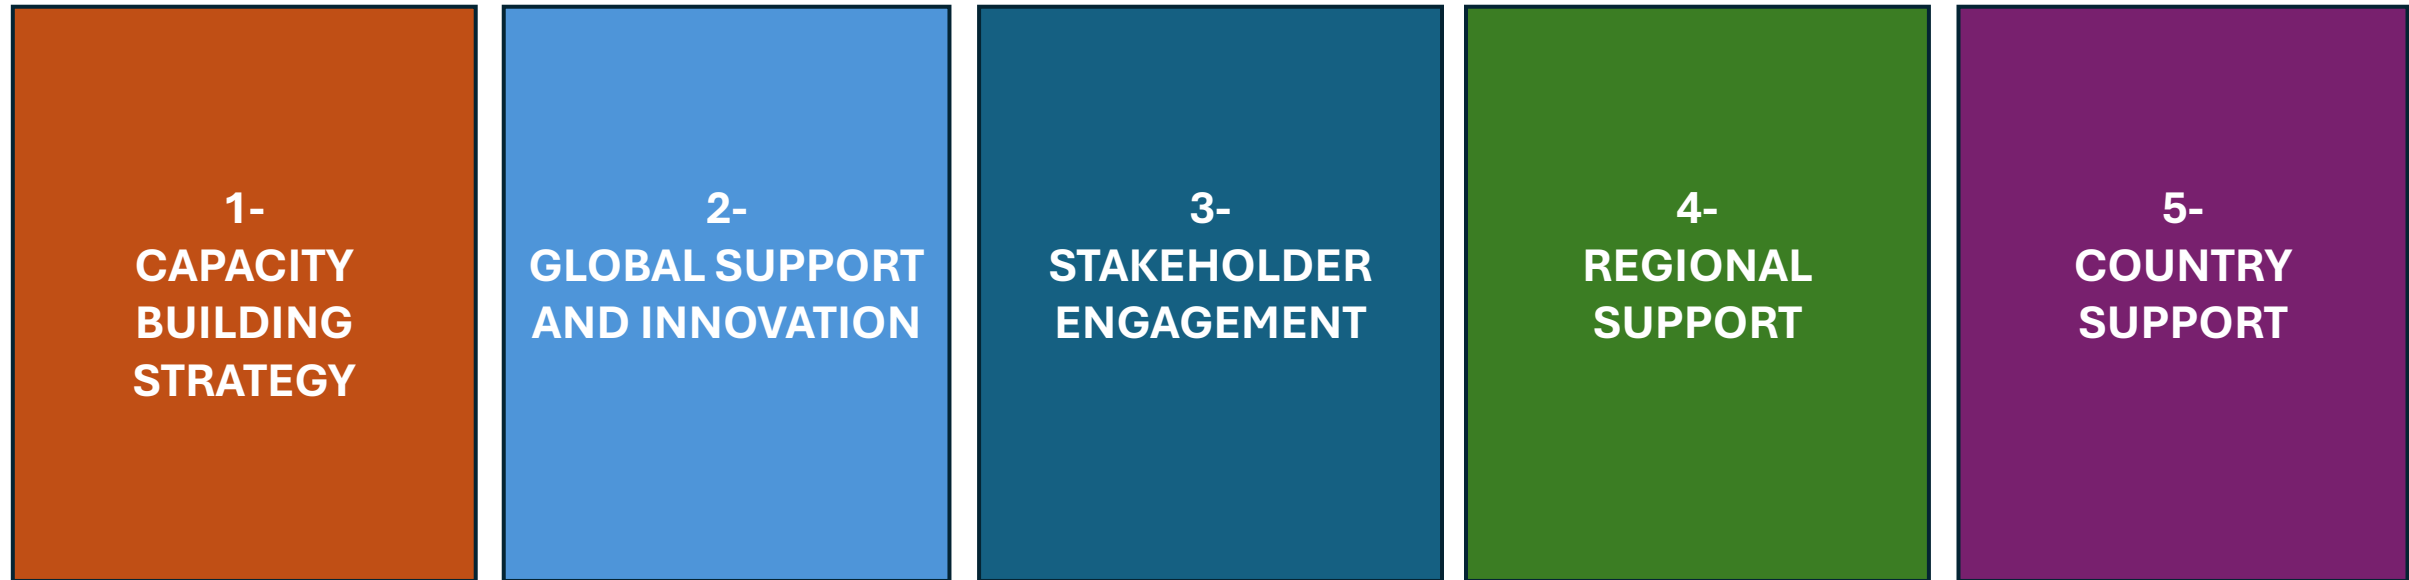 1-
CAPACITY
BUILDING
STRATEGY
2-
GLOBAL SUPPORT
AND INNOVATION
3-
STAKEHOLDER
ENGAGEMENT
4-
REGIONAL
SUPPORT
5-
COUNTRY
SUPPORT